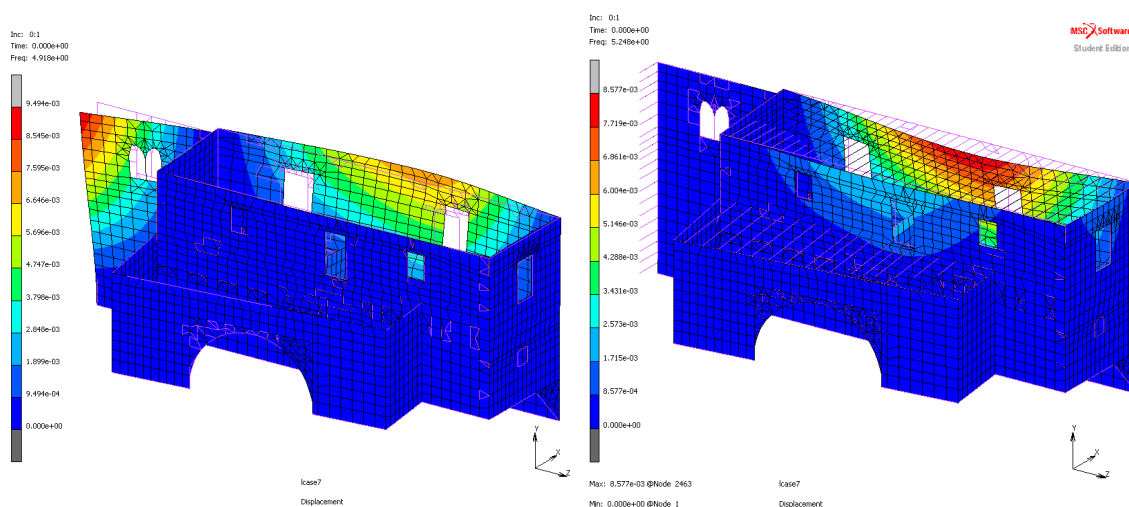 Inc: 0:1
Time: 0.000e+00
Freq: 4.918e+00
9.494e-03
8.545e-03
7.595e-03
6.646e-03
5.696e-03
4.747e-03
3.798e-03
2.848e-03
1.899e-03
9.494e-04
0.000e+00
Y
X
Z
lcase7
Displacement
Inc: 0:1
Time: 0.000e+00
Freq: 5.248e+00
MSC Software
Student Edition
8.577e-03
7.719e-03
6.861e-03
6.004e-03
5.146e-03
4.288e-03
3.431e-03
2.573e-03
1.715e-03
8.577e-04
0.000e+00
Y
X
Z
Max: 8.577e-03 @Node 2463
Min: 0.000e+00 @Node 1
lcase7
Displacement